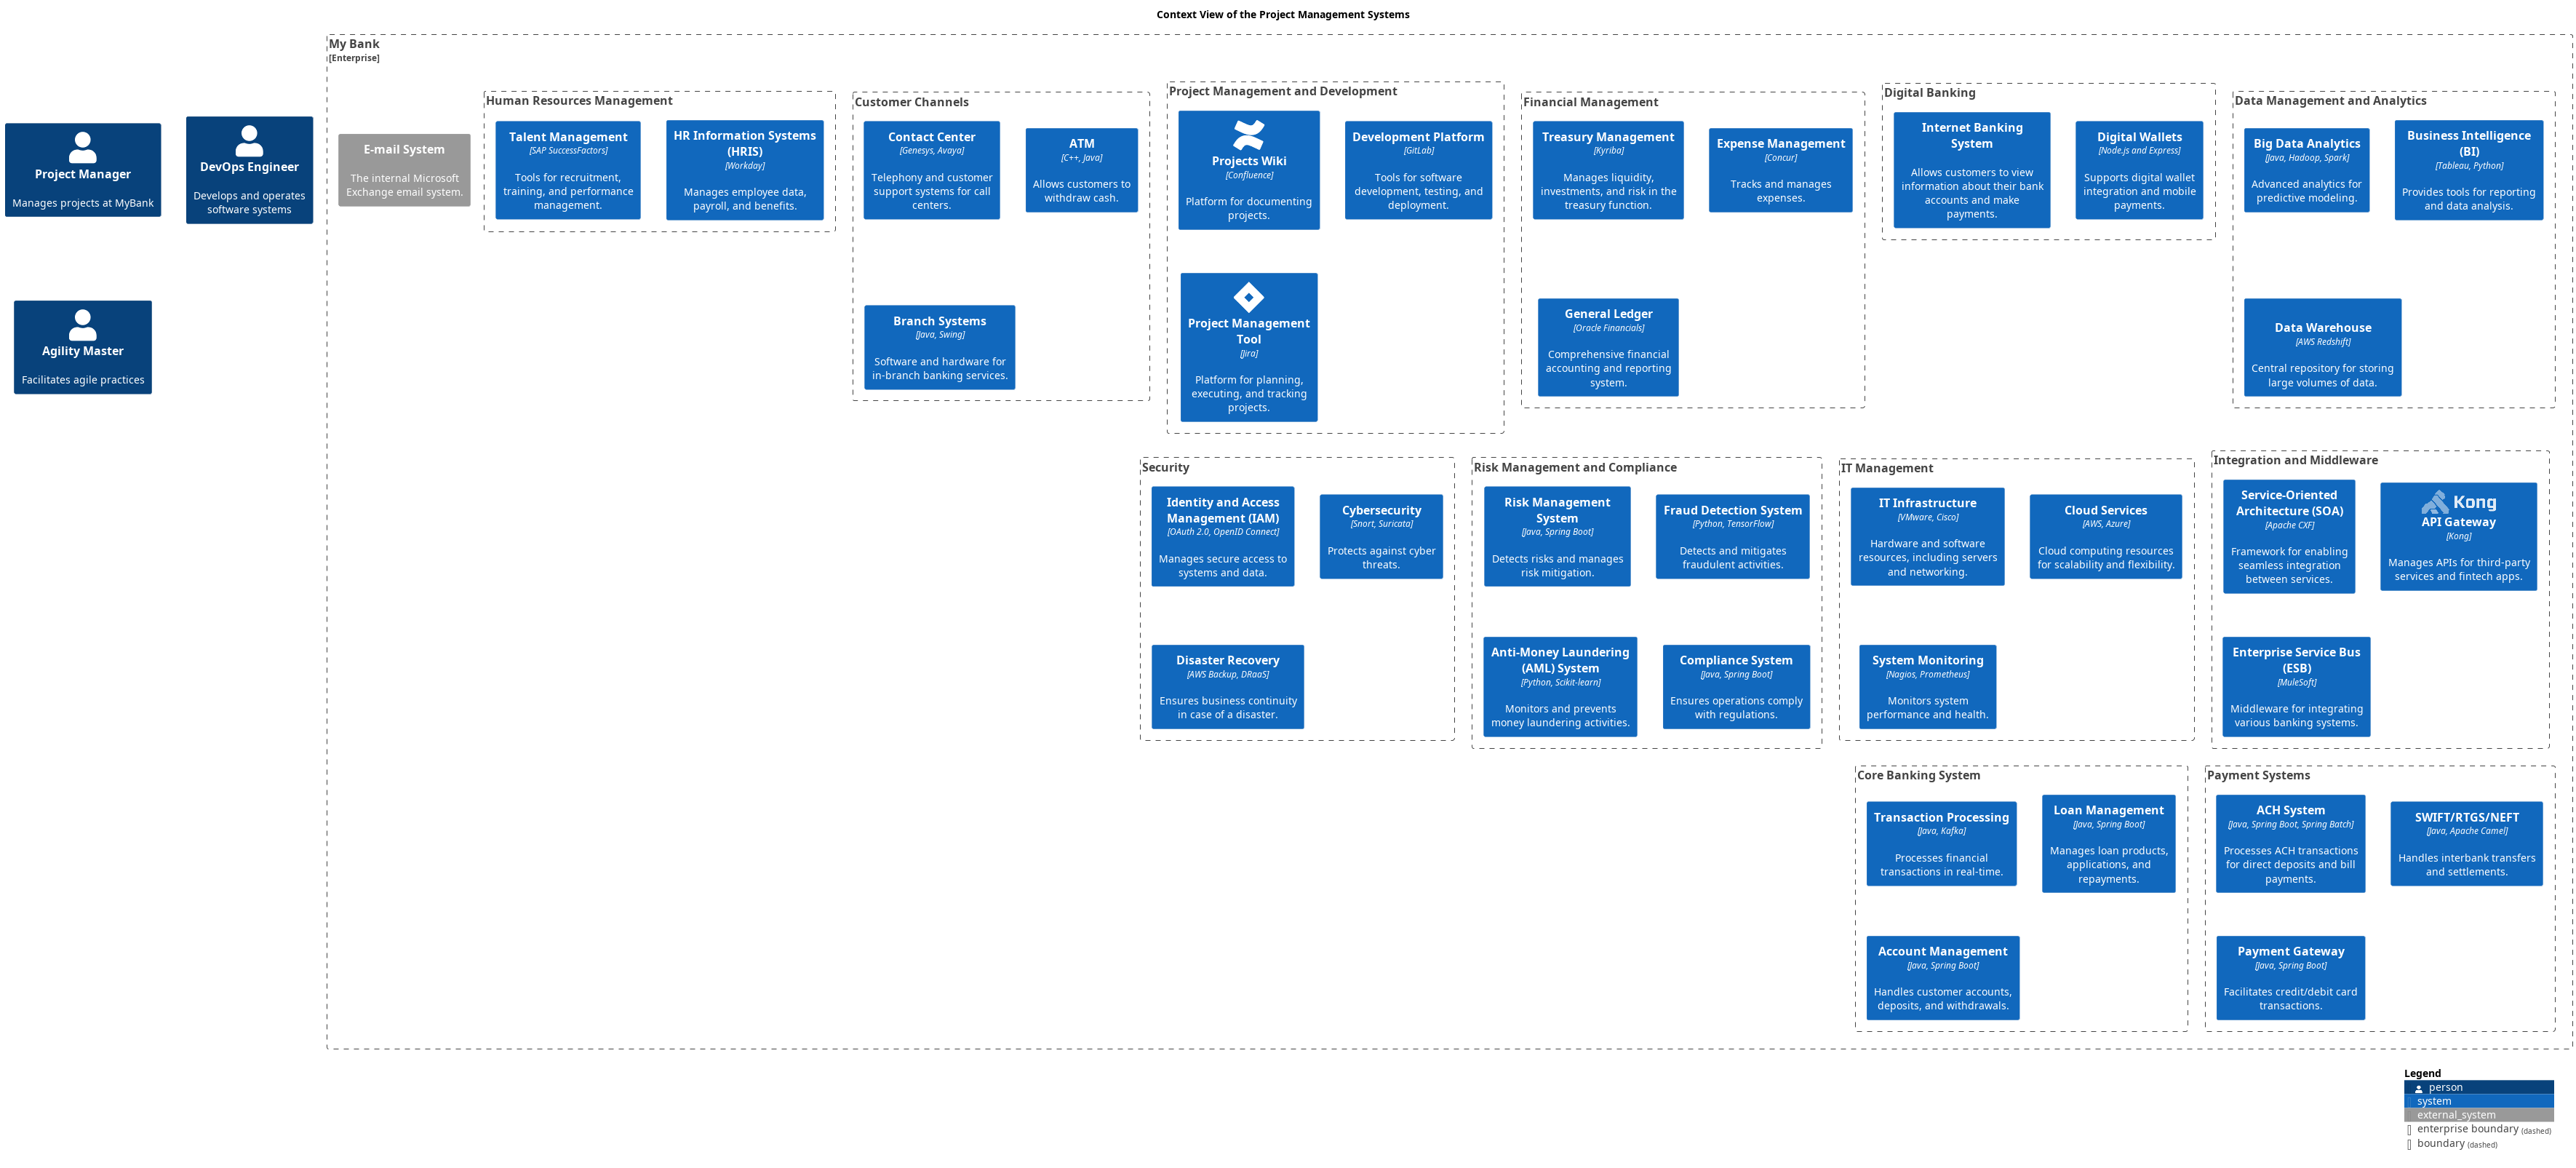 Context View of the Project Management Systems
My Bank
[Enterprise]
Project Manager
Manages projects at MyBank
DevOps Engineer
Develops and operates
software systems
Agility Master
Facilitates agile practices
E-mail System
The internal Microsoft
Exchange email system.
Human Resources Management
Talent Management
[SAP SuccessFactors]
Tools for recruitment,
training, and performance
management.
HR Information Systems
(HRIS)
[Workday]
Manages employee data,
payroll, and benefits.
Customer Channels
Contact Center
[Genesys, Avaya]
Telephony and customer
support systems for call
centers.
ATM
[C++, Java]
Allows customers to
withdraw cash.
Branch Systems
[Java, Swing]
Software and hardware for
in-branch banking services.
Project Management and Development
Projects Wiki
[Confluence]
Platform for documenting
projects.
Development Platform
[GitLab]
Tools for software
development, testing, and
deployment.
Project Management
Tool
[Jira]
Platform for planning,
executing, and tracking
projects.
Financial Management
Treasury Management
[Kyriba]
Manages liquidity,
investments, and risk in the
treasury function.
Expense Management
[Concur]
Tracks and manages
expenses.
General Ledger
[Oracle Financials]
Comprehensive financial
accounting and reporting
system.
Digital Banking
Internet Banking
System
Allows customers to view
information about their bank
accounts and make
payments.
Digital Wallets
[Node.js and Express]
Supports digital wallet
integration and mobile
payments.
Data Management and Analytics
Big Data Analytics
[Java, Hadoop, Spark]
Advanced analytics for
predictive modeling.
Business Intelligence
(BI)
[Tableau, Python]
Provides tools for reporting
and data analysis.
Data Warehouse
[AWS Redshift]
Central repository for storing
large volumes of data.
Security
Identity and Access
Management (IAM)
[OAuth 2.0, OpenID Connect]
Manages secure access to
systems and data.
Cybersecurity
[Snort, Suricata]
Protects against cyber
threats.
Disaster Recovery
[AWS Backup, DRaaS]
Ensures business continuity
in case of a disaster.
Risk Management and Compliance
Risk Management
System
[Java, Spring Boot]
Detects risks and manages
risk mitigation.
Fraud Detection System
[Python, TensorFlow]
Detects and mitigates
fraudulent activities.
Anti-Money Laundering
(AML) System
[Python, Scikit-learn]
Monitors and prevents
money laundering activities.
Compliance System
[Java, Spring Boot]
Ensures operations comply
with regulations.
IT Management
IT Infrastructure
[VMware, Cisco]
Hardware and software
resources, including servers
and networking.
Cloud Services
[AWS, Azure]
Cloud computing resources
for scalability and flexibility.
System Monitoring
[Nagios, Prometheus]
Monitors system
performance and health.
Integration and Middleware
Service-Oriented
Architecture (SOA)
[Apache CXF]
Framework for enabling
seamless integration
between services.
Kong
API Gateway
[Kong]
Manages APIs for third-party
services and fintech apps.
Enterprise Service Bus
(ESB)
[MuleSoft]
Middleware for integrating
various banking systems.
Core Banking System
Transaction Processing
[Java, Kafka]
Processes financial
transactions in real-time.
Loan Management
[Java, Spring Boot]
Manages loan products,
applications, and
repayments.
Account Management
[Java, Spring Boot]
Handles customer accounts,
deposits, and withdrawals.
Payment Systems
ACH System
[Java, Spring Boot, Spring Batch]
Processes ACH transactions
for direct deposits and bill
payments.
SWIFT/RTGS/NEFT
[Java, Apache Camel]
Handles interbank transfers
and settlements.
Payment Gateway
[Java, Spring Boot]
Facilitates credit/debit card
transactions.
Legend
person
system
external_system
enterprise boundary (dashed)
boundary (dashed)